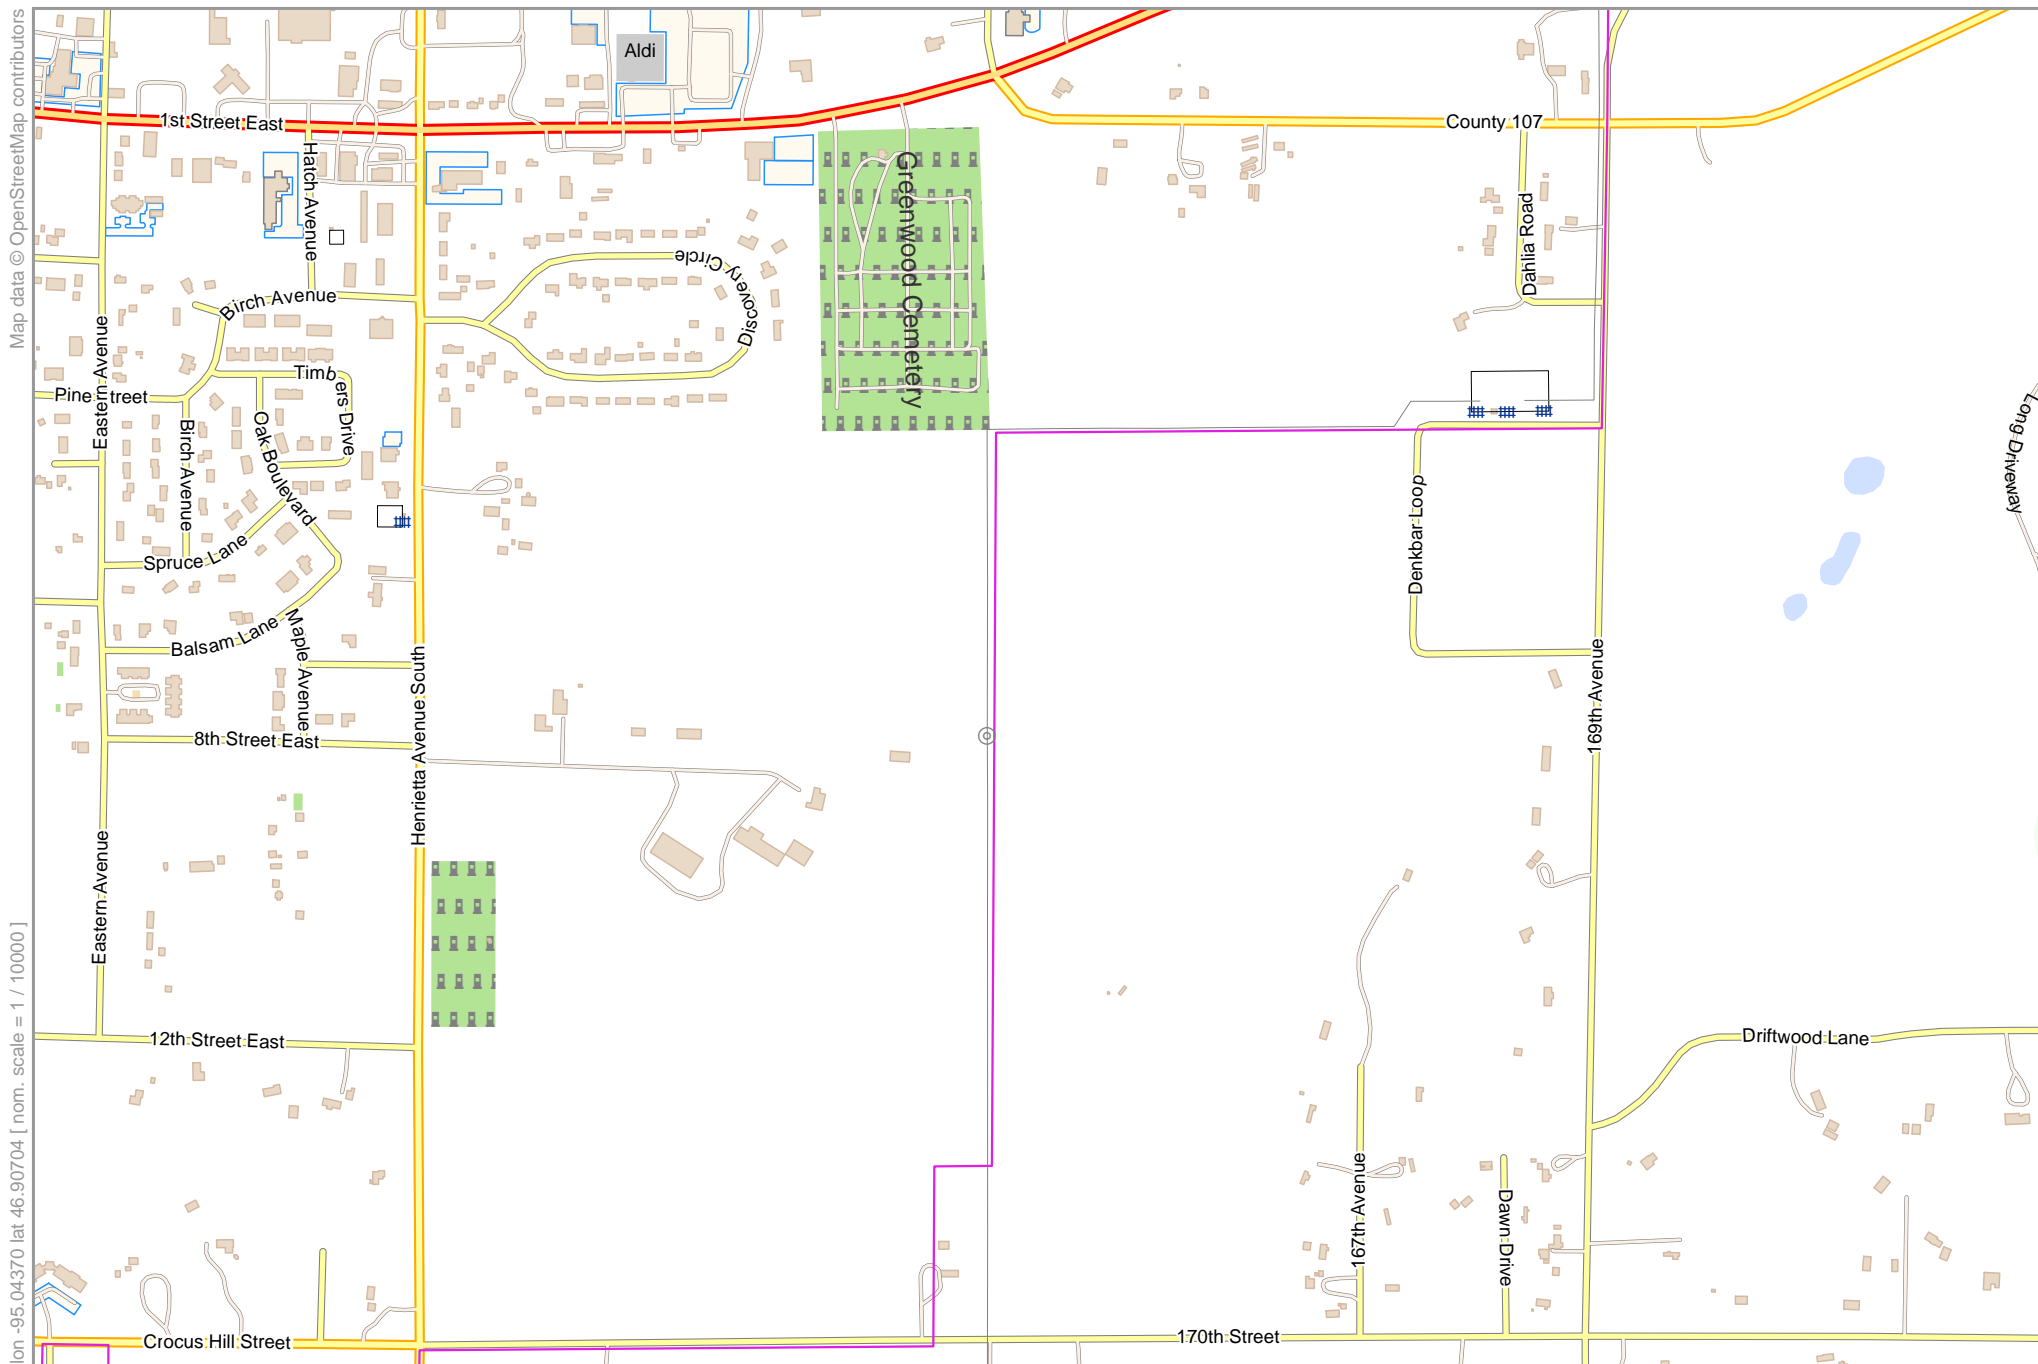 Map data © OpenStreetMap contributors
lon -95.04370 lat 46.90704 [ nom. scale = 1 / 10000 ]
Aldi
1st Street East
County 107
Hatch Avenue
Greenwood Cemetery
Dahlia Road
Discovery Circle
Birch Avenue
Eastern Avenue
Pine Street
Timbers Drive
Oak Boulevard
Birch Avenue
Long Driveway
Denkbar Loop
Spruce Lane
Balsam Lane
Maple Avenue
Henrietta Avenue South
169th Avenue
8th Street East
Eastern Avenue
12th Street East
Driftwood Lane
167th Avenue
Dawn Drive
Crocus Hill Street
170th Street